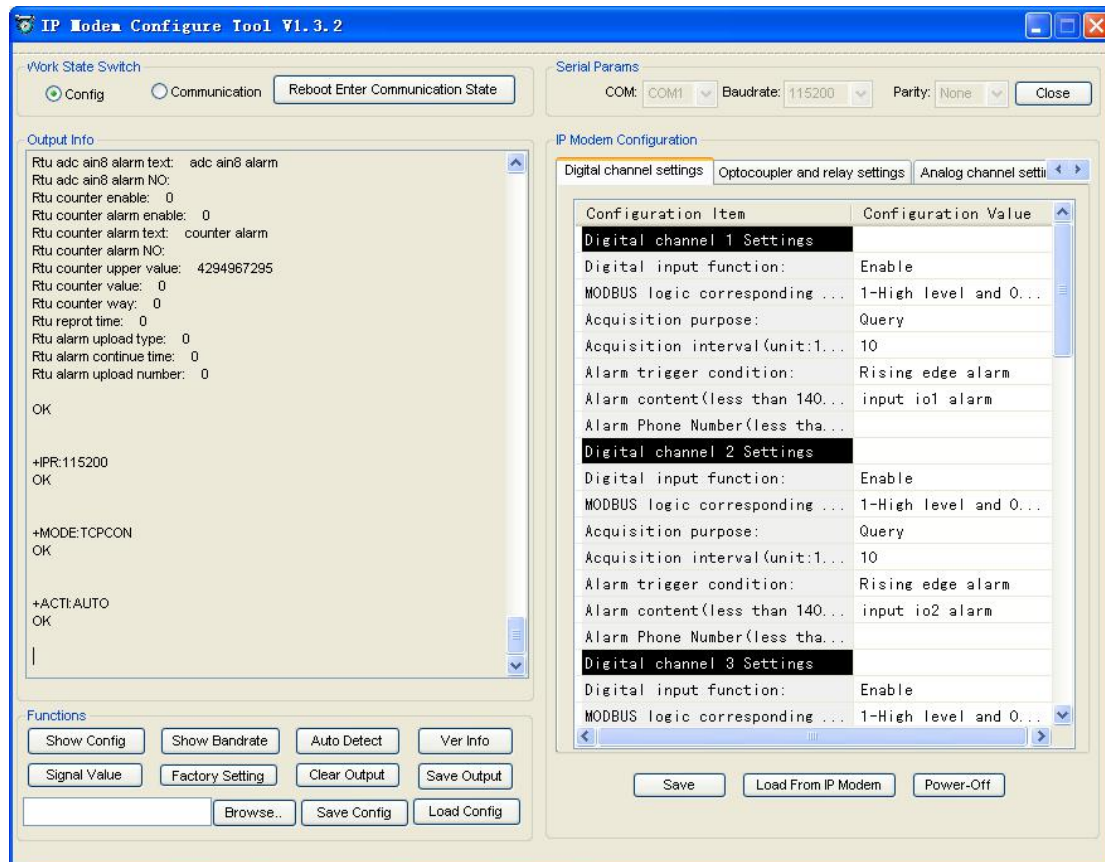 IP Modem Configure Tool V1.3.2
Work State Switch
Config Communication Reboot Enter Communication State
Serial Params
COM: COM1 Baudrate: 115200 Parity: None Close
Output Info
Rtu adc ain8 alarm text: adc ain8 alarm
Rtu adc ain8 alarm NO:
Rtu counter enable: 0
Rtu counter alarm enable: 0
Rtu counter alarm text: counter alarm
Rtu counter alarm NO:
Rtu counter upper value: 4294967295
Rtu counter value: 0
Rtu counter way: 0
Rtu reprot time: 0
Rtu alarm upload type: 0
Rtu alarm continue time: 0
Rtu alarm upload number: 0
OK
+IPR:115200
OK
+MODE:TCPCON
OK
+ACTI:AUTO
OK
Functions
Show Config Show Bandrate Auto Detect Ver Info
Signal Value Factory Setting Clear Output Save Output
Browse.. Save Config Load Config
IP Modem Configuration
Digital channel settings Optocoupler and relay settings Analog channel setti
Configuration Item Configuration Value
Digital channel 1 Settings
Digital input function: Enable
MODBUS logic corresponding ... 1-High level and 0...
Acquisition purpose: Query
Acquisition interval(unit:1... 10
Alarm trigger condition: Rising edge alarm
Alarm content(less than 140... input io1 alarm
Alarm Phone Number(less tha...
Digital channel 2 Settings
Digital input function: Enable
MODBUS logic corresponding ... 1-High level and 0...
Acquisition purpose: Query
Acquisition interval(unit:1... 10
Alarm trigger condition: Rising edge alarm
Alarm content(less than 140... input io2 alarm
Alarm Phone Number(less tha...
Digital channel 3 Settings
Digital input function: Enable
MODBUS logic corresponding ... 1-High level and 0...
Save Load From IP Modem Power-Off